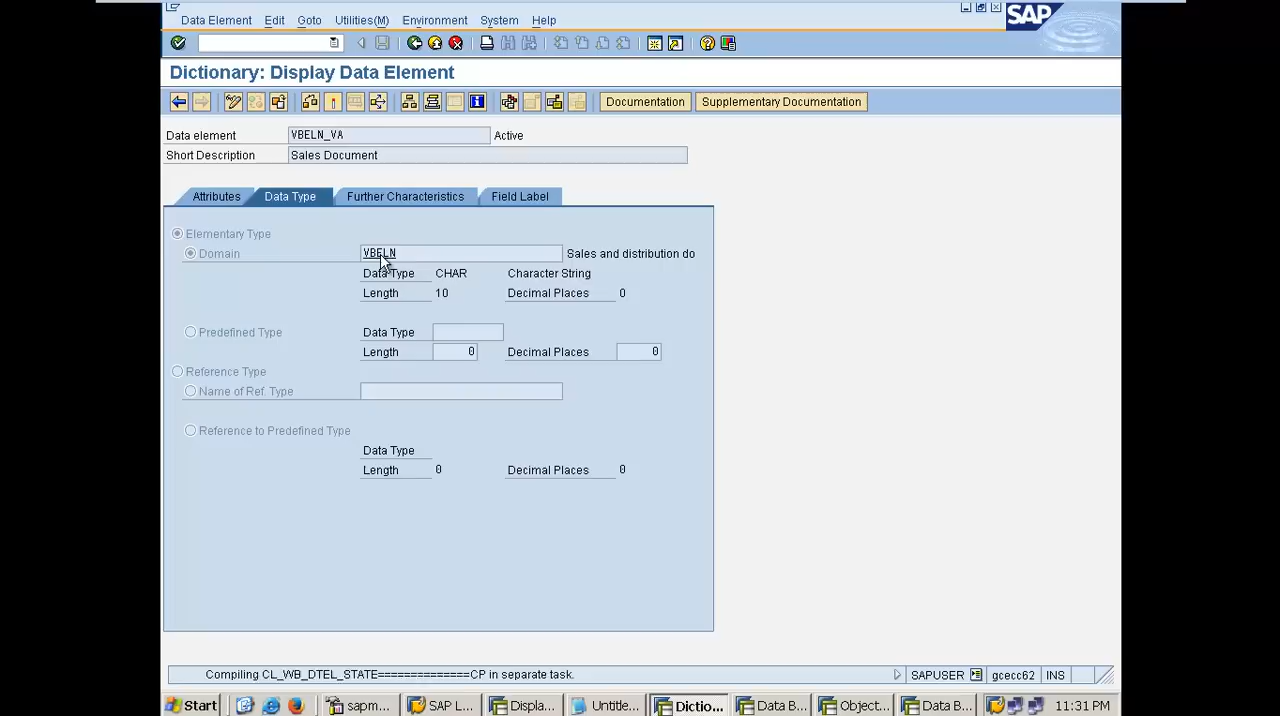 Data Element Edit Goto Utilities(M) Environment System Help
SAP
Dictionary: Display Data Element
Documentation Supplementary Documentation
Data element VBELN_VA Active
Short Description Sales Document
Attributes Data Type Further Characteristics Field Label
Elementary Type
Domain VBELN Sales and distribution do
Data Type CHAR Character String
Length 10 Decimal Places 0
Predefined Type Data Type
Length 0 Decimal Places 0
Reference Type
Name of Ref. Type
Reference to Predefined Type
Data Type
Length 0 Decimal Places 0
Compiling CL_WB_DTEL_STATE==============CP in separate task. SAPUSER gcecc62 INS
Start sapm... SAP L... Displa... Untitle... Dictio... Data B... Object... Data B... 11:31 PM